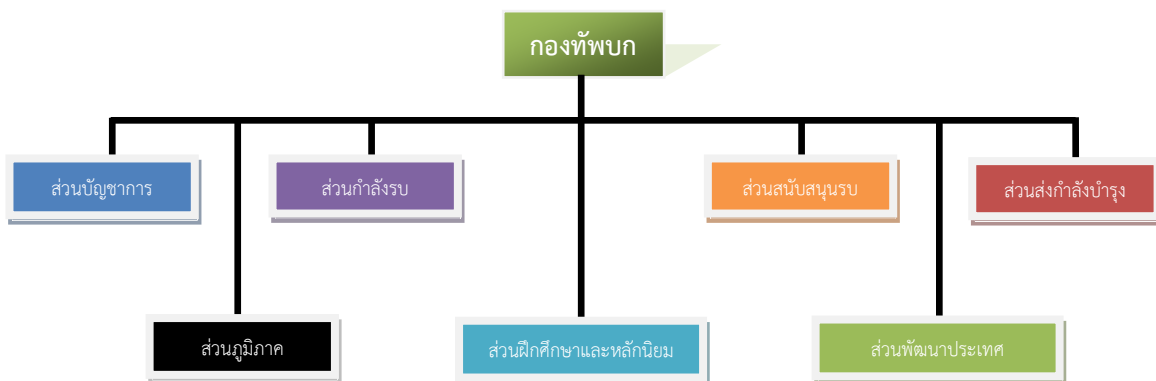 กองทัพบก
ส่วนบัญชาการ
ส่วนกำลังรบ
ส่วนสนับสนุนรบ
ส่วนส่งกำลังบำรุง
ส่วนภูมิภาค
ส่วนฝึกศึกษาและหลักนิยม
ส่วนพัฒนาประเทศ